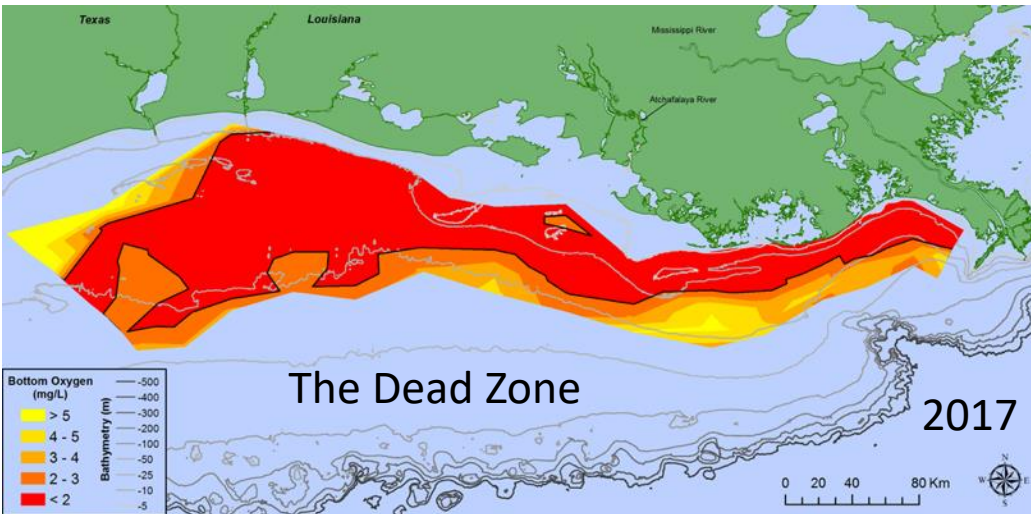 Texas
Louisiana
Mississippi River
Atchafalaya River
The Dead Zone
2017
Bottom Oxygen
(mg/L)
> 5
4 - 5
3 - 4
2 - 3
< 2
Bathymetry (m)
-500
-400
-300
-200
-100
-50
-25
-10
-5
0 20 40 80 Km
N
W E
S